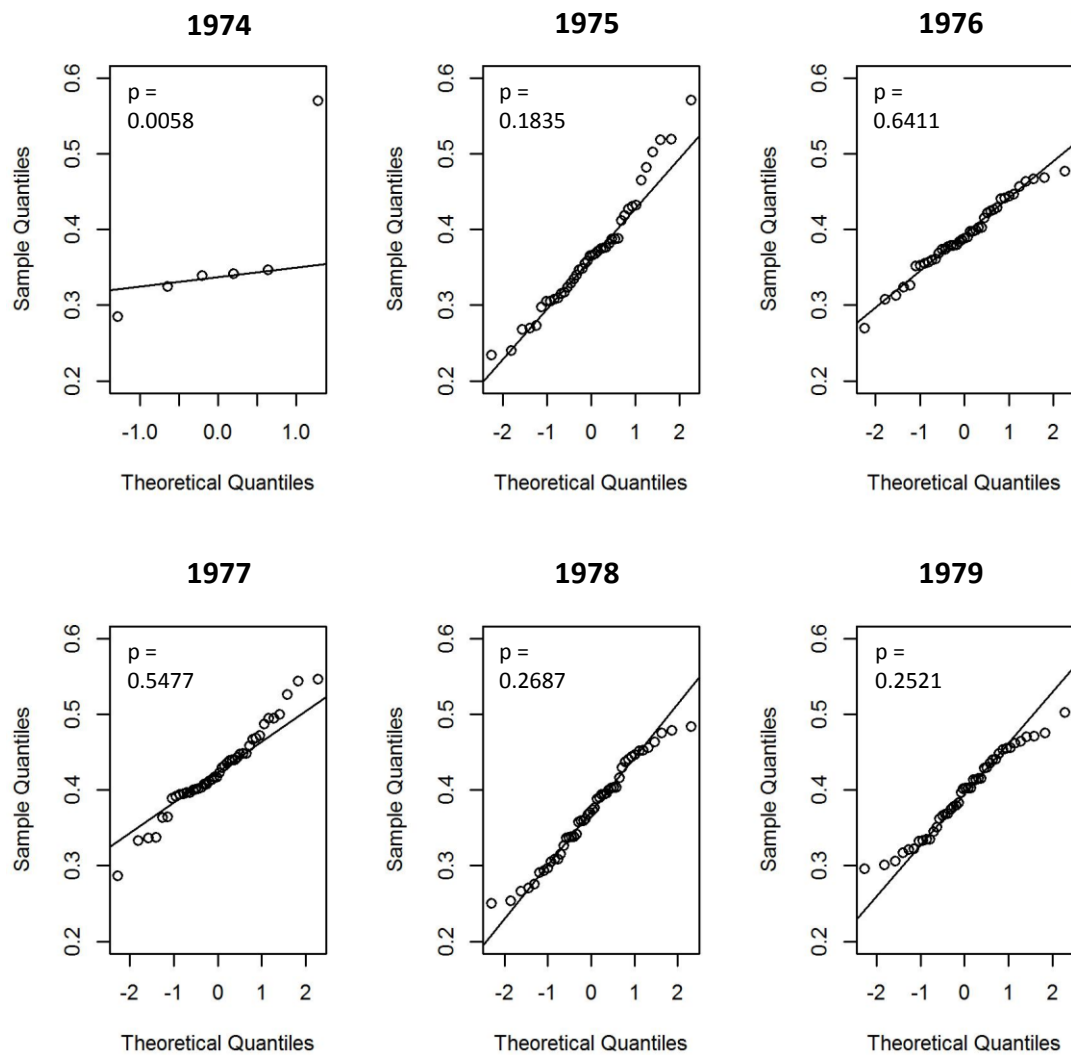 1974 1975 1976
p =
0.0058
p =
0.1835
p =
0.6411
Sample Quantiles
0.2 0.3 0.4 0.5 0.6
Sample Quantiles
0.2 0.3 0.4 0.5 0.6
Sample Quantiles
0.2 0.3 0.4 0.5 0.6
-1.0 0.0 1.0
-2 -1 0 1 2
-2 -1 0 1 2
Theoretical Quantiles
Theoretical Quantiles
Theoretical Quantiles
1977 1978 1979
p =
0.5477
p =
0.2687
p =
0.2521
Sample Quantiles
0.2 0.3 0.4 0.5 0.6
Sample Quantiles
0.2 0.3 0.4 0.5 0.6
Sample Quantiles
0.2 0.3 0.4 0.5 0.6
-2 -1 0 1 2
-2 -1 0 1 2
-2 -1 0 1 2
Theoretical Quantiles
Theoretical Quantiles
Theoretical Quantiles